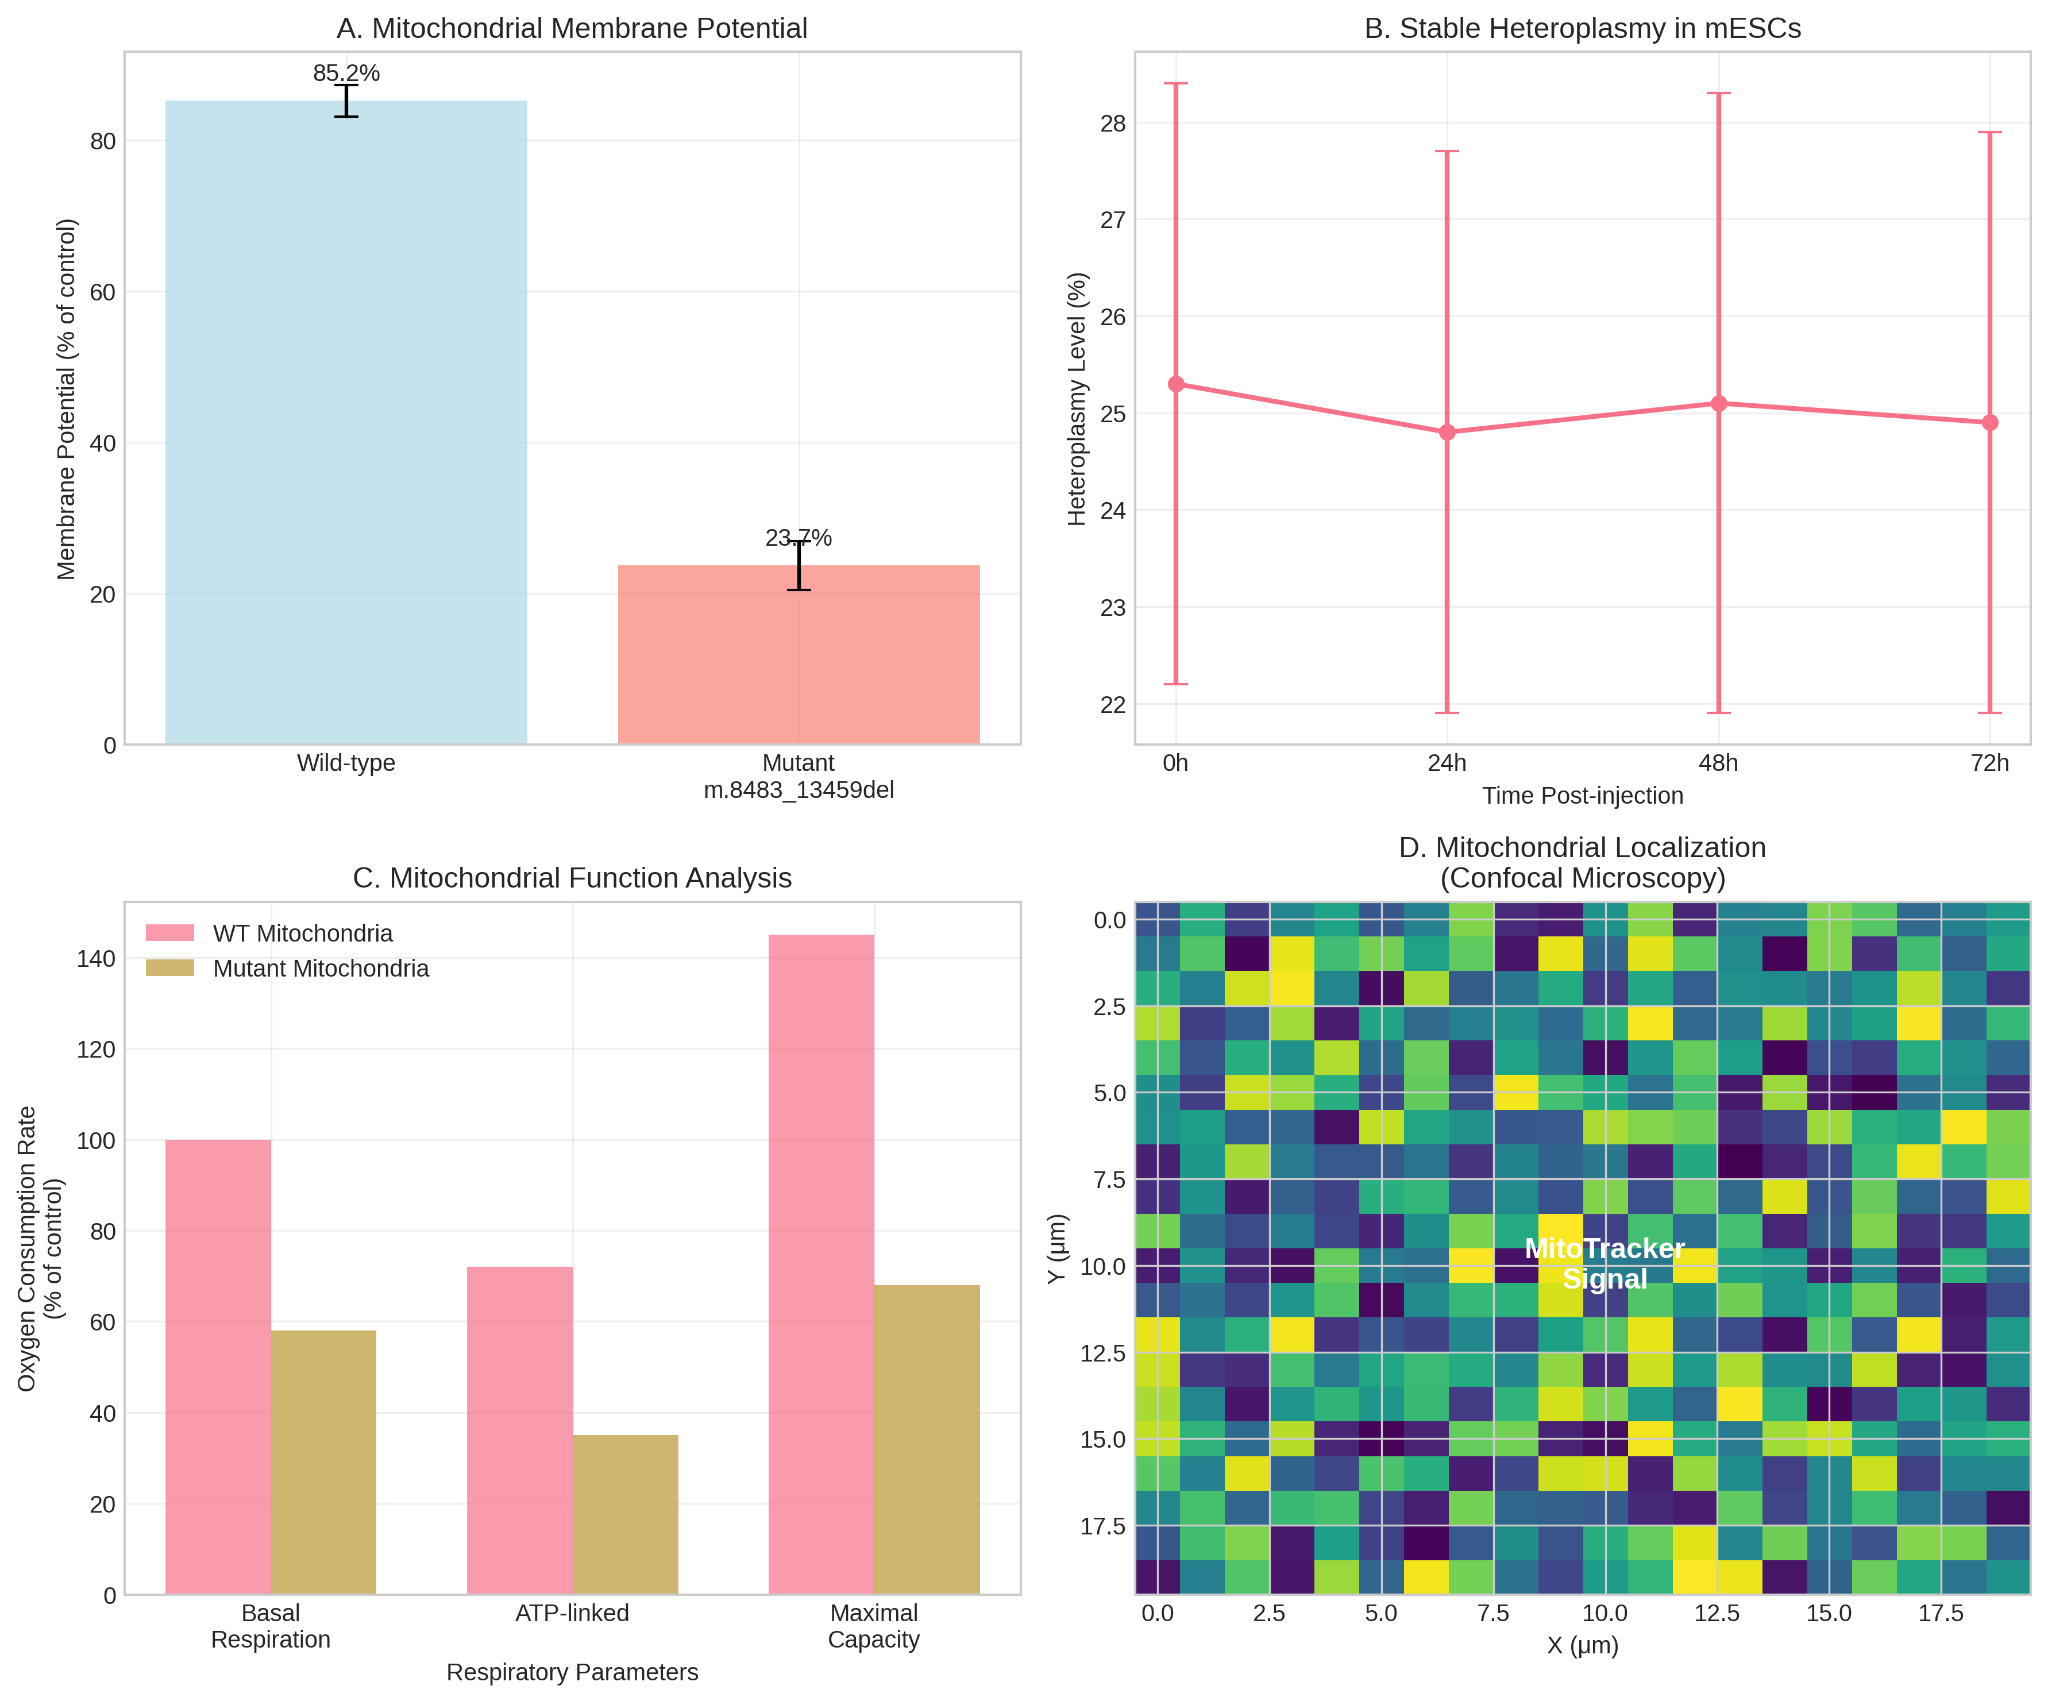 A. Mitochondrial Membrane Potential
85.2%
23.7%
Membrane Potential (% of control)
80
60
40
20
0
Wild-type
Mutant
m.8483_13459del
B. Stable Heteroplasmy in mESCs
Heteroplasmy Level (%)
28
27
26
25
24
23
22
0h
24h
48h
72h
Time Post-injection
C. Mitochondrial Function Analysis
WT Mitochondria
Mutant Mitochondria
Oxygen Consumption Rate
(% of control)
140
120
100
80
60
40
20
0
Basal
Respiration
ATP-linked
Maximal
Capacity
Respiratory Parameters
D. Mitochondrial Localization
(Confocal Microscopy)
Y (μm)
0.0
2.5
5.0
7.5
10.0
12.5
15.0
17.5
MitoTracker
Signal
0.0
2.5
5.0
7.5
10.0
12.5
15.0
17.5
X (μm)